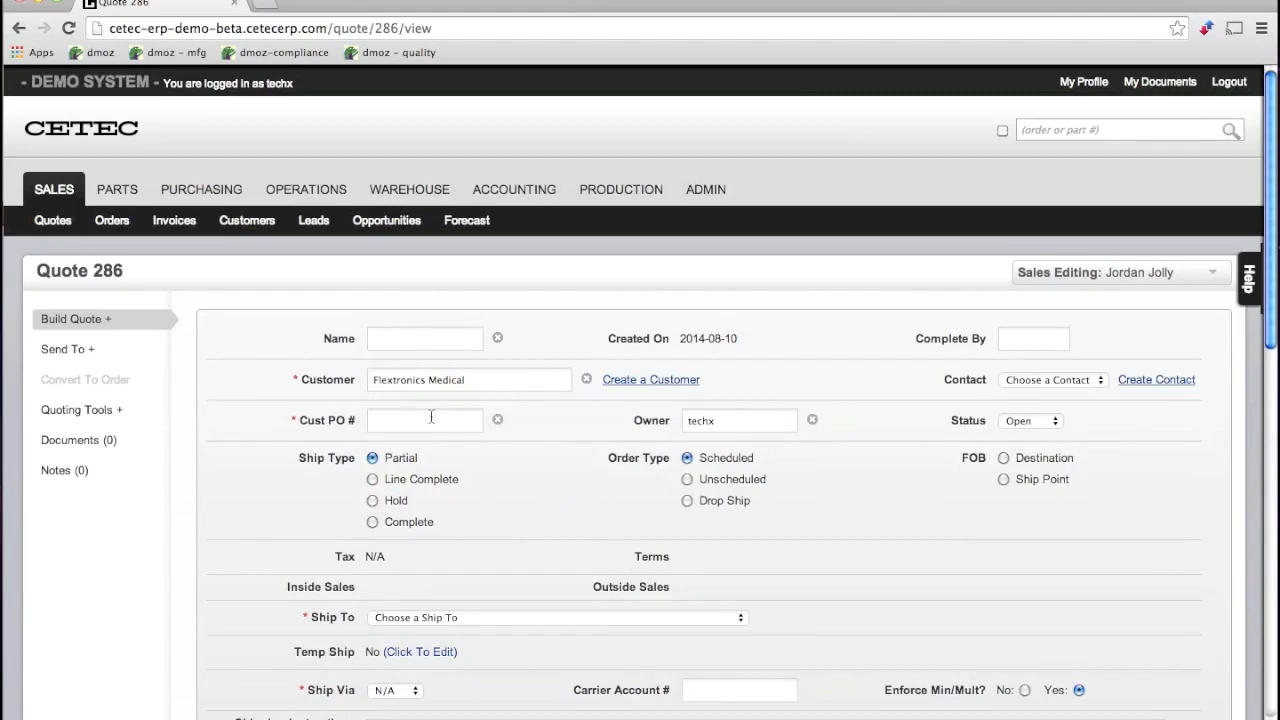 Quote 286
cetec-erp-demo-beta.cetecerp.com/quote/286/view
Apps dmoz dmoz - mfg dmoz-compliance dmoz - quality
- DEMO SYSTEM - You are logged in as techx My Profile My Documents Logout
CETEC (order or part #)
SALES PARTS PURCHASING OPERATIONS WAREHOUSE ACCOUNTING PRODUCTION ADMIN
Quotes Orders Invoices Customers Leads Opportunities Forecast
Quote 286 Sales Editing: Jordan Jolly
Help
Build Quote +
Send To +
Convert To Order
Quoting Tools +
Documents (0)
Notes (0)
Name Created On 2014-08-10 Complete By
* Customer Flextronics Medical Create a Customer Contact Choose a Contact Create Contact
* Cust PO # Owner techx Status Open
Ship Type Partial Order Type Scheduled FOB Destination
Line Complete Unscheduled Ship Point
Hold Drop Ship
Complete
Tax N/A Terms
Inside Sales Outside Sales
* Ship To Choose a Ship To
Temp Ship No (Click To Edit)
* Ship Via N/A Carrier Account # Enforce Min/Mult? No: Yes: